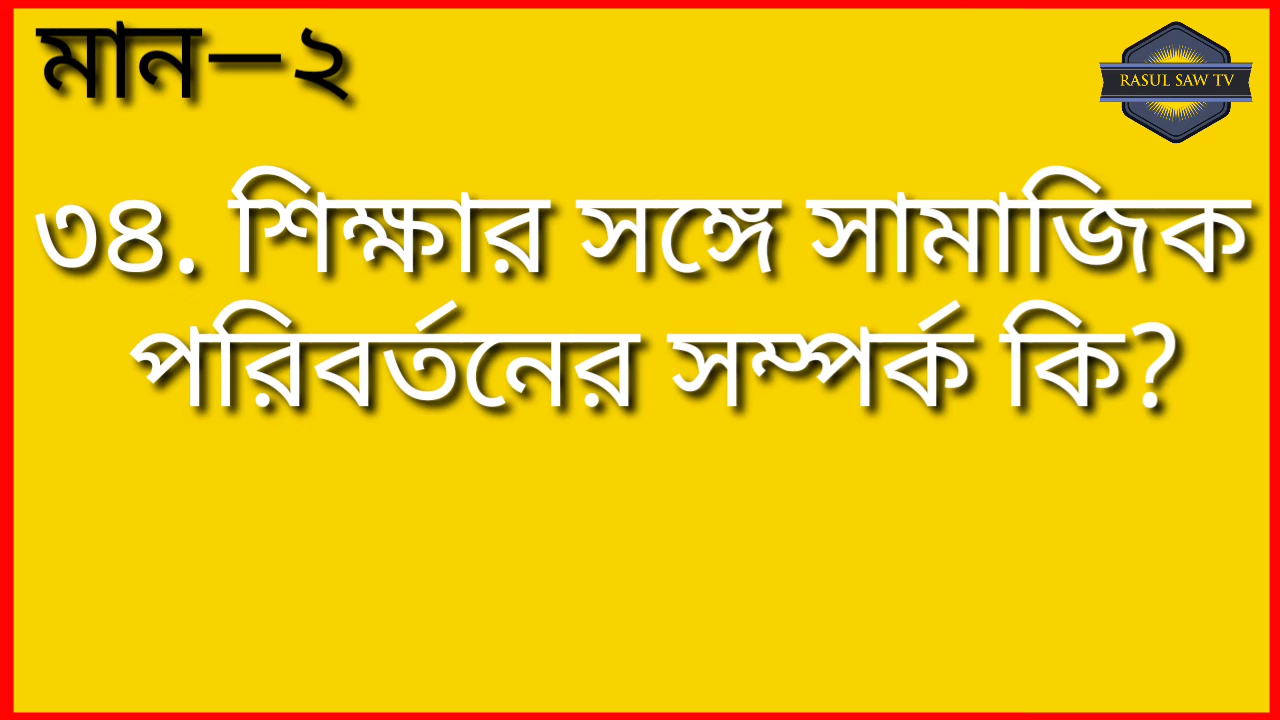 মান–২
RASUL SAW TV
৩৪. শিক্ষার সঙ্গে সামাজিক
পরিবর্তনের সম্পর্ক কি?